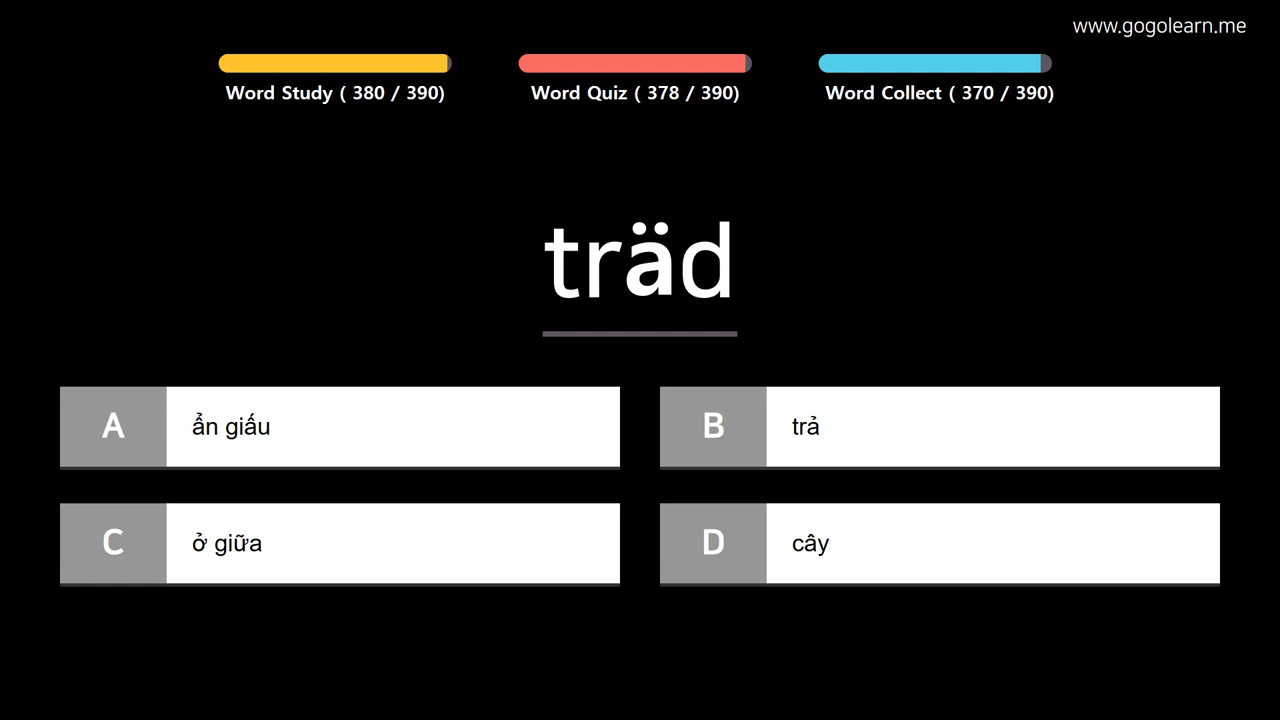 www.gogolearn.me
Word Study ( 380 / 390)
Word Quiz ( 378 / 390)
Word Collect ( 370 / 390)
träd
A
ẩn giấu
B
trả
C
ở giữa
D
cây